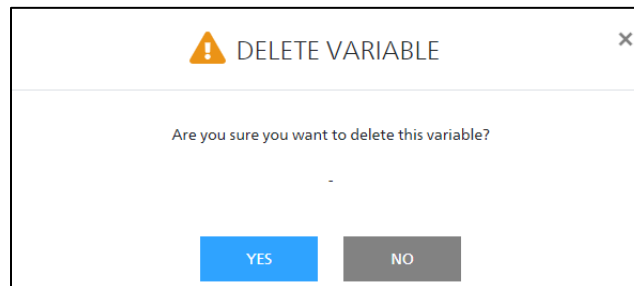 DELETE VARIABLE
Are you sure you want to delete this variable?
-
YES
NO